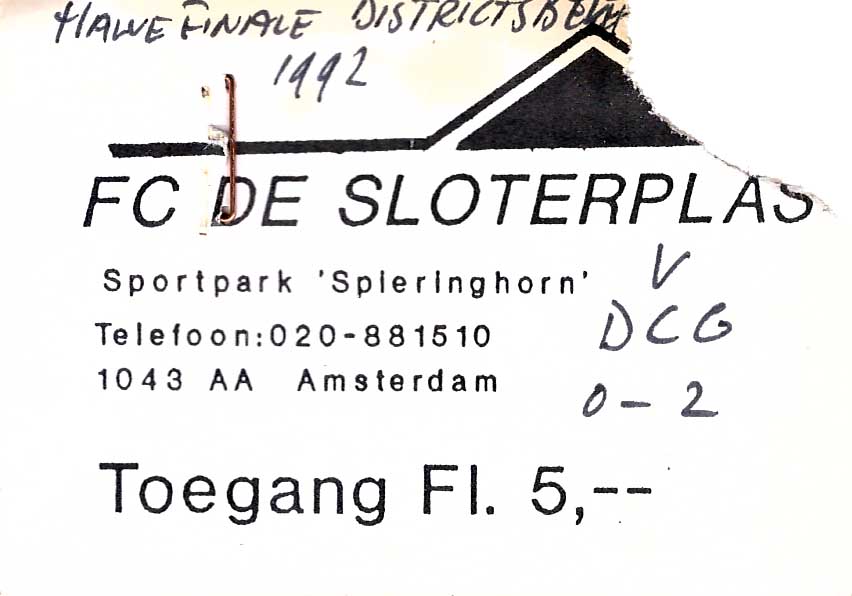 HALVE FINALE DISTRICTSBEKER
1992
FC DE SLOTERPLAS
Sportpark 'Spieringhorn'
V
Telefoon:020-881510
DCG
1043 AA Amsterdam
0 - 2
Toegang Fl. 5,--